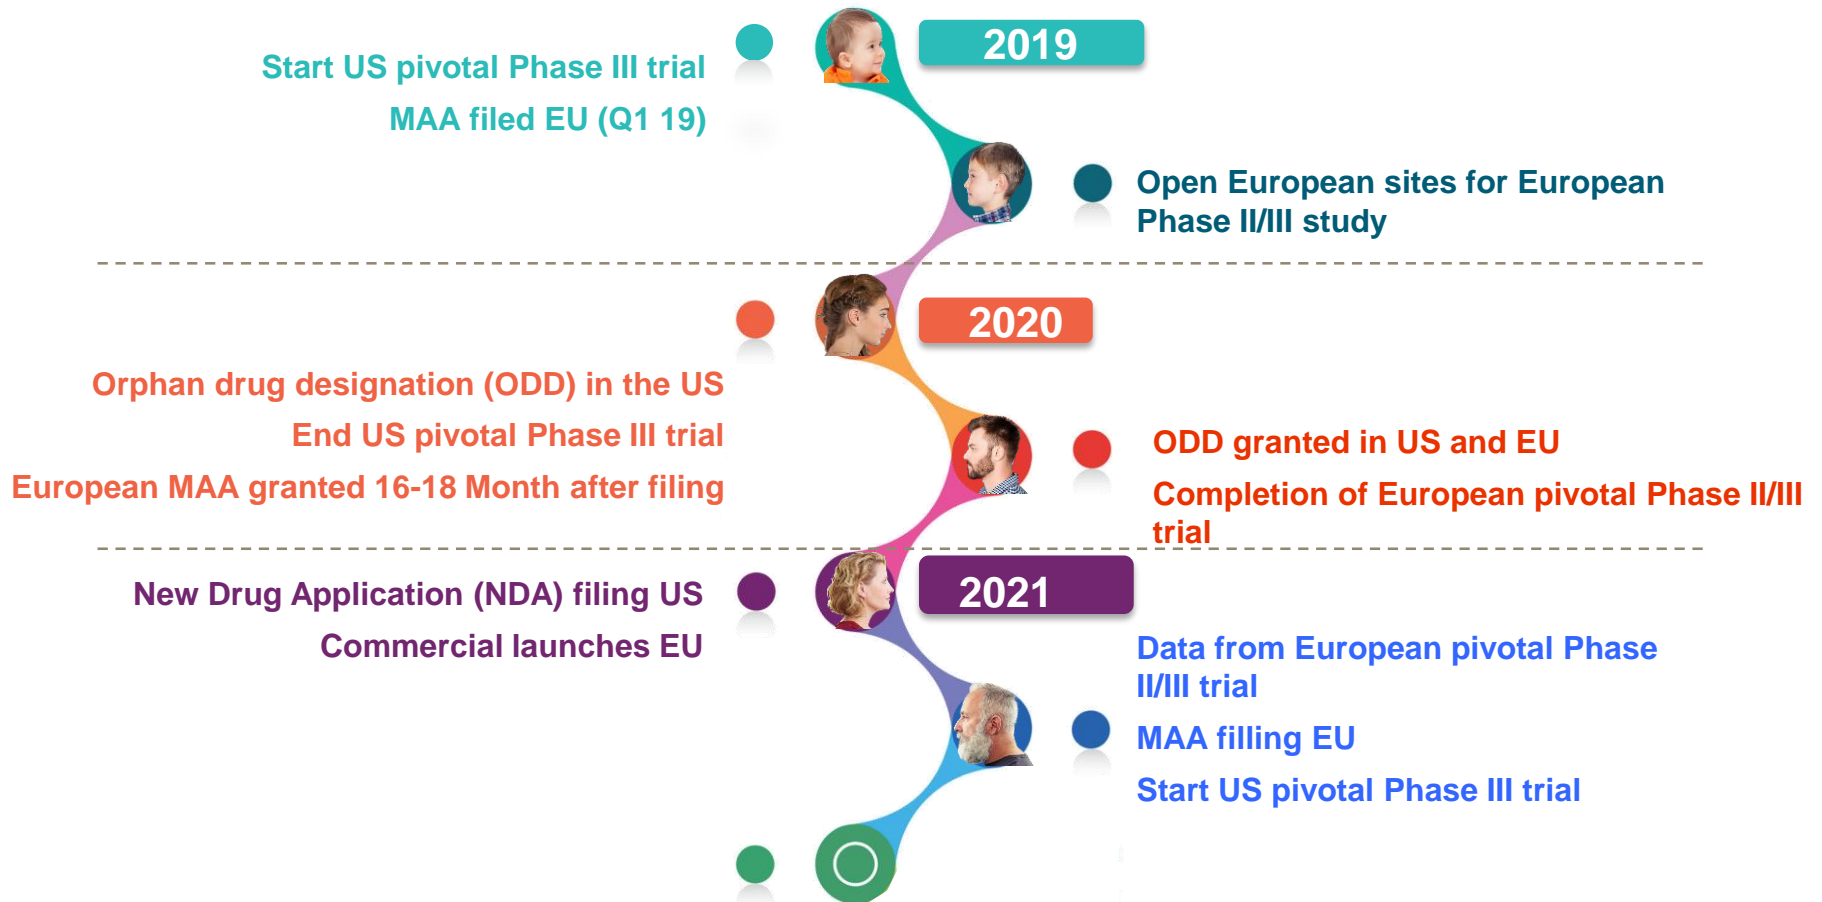 2019
Start US pivotal Phase III trial
MAA filed EU (Q1 19)
Open European sites for European
Phase II/III study
2020
Orphan drug designation (ODD) in the US
End US pivotal Phase III trial
European MAA granted 16-18 Month after filing
ODD granted in US and EU
Completion of European pivotal Phase II/III
trial
2021
New Drug Application (NDA) filing US
Commercial launches EU
Data from European pivotal Phase
II/III trial
MAA filling EU
Start US pivotal Phase III trial